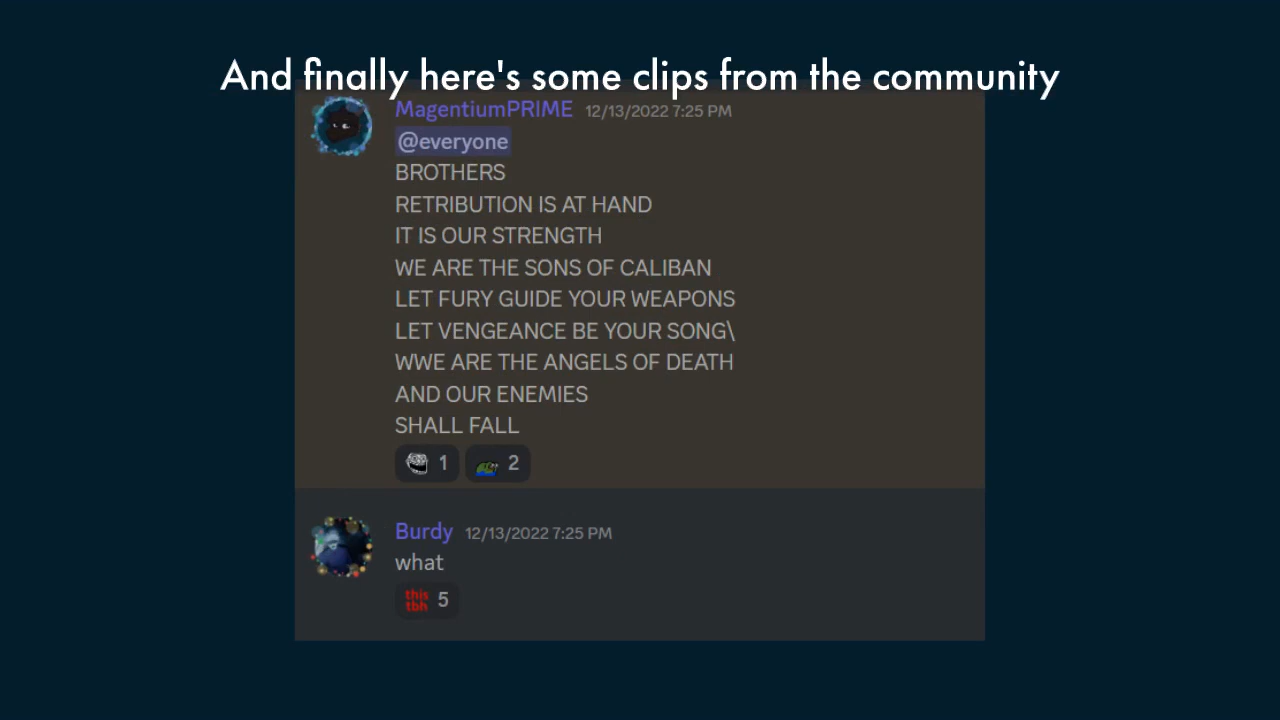 And finally here's some clips from the community
MagentiumPRIME 12/13/2022 7:25 PM
@everyone
BROTHERS
RETRIBUTION IS AT HAND
IT IS OUR STRENGTH
WE ARE THE SONS OF CALIBAN
LET FURY GUIDE YOUR WEAPONS
LET VENGEANCE BE YOUR SONG\
WWE ARE THE ANGELS OF DEATH
AND OUR ENEMIES
SHALL FALL
1 2
Burdy 12/13/2022 7:25 PM
what
this tbh 5